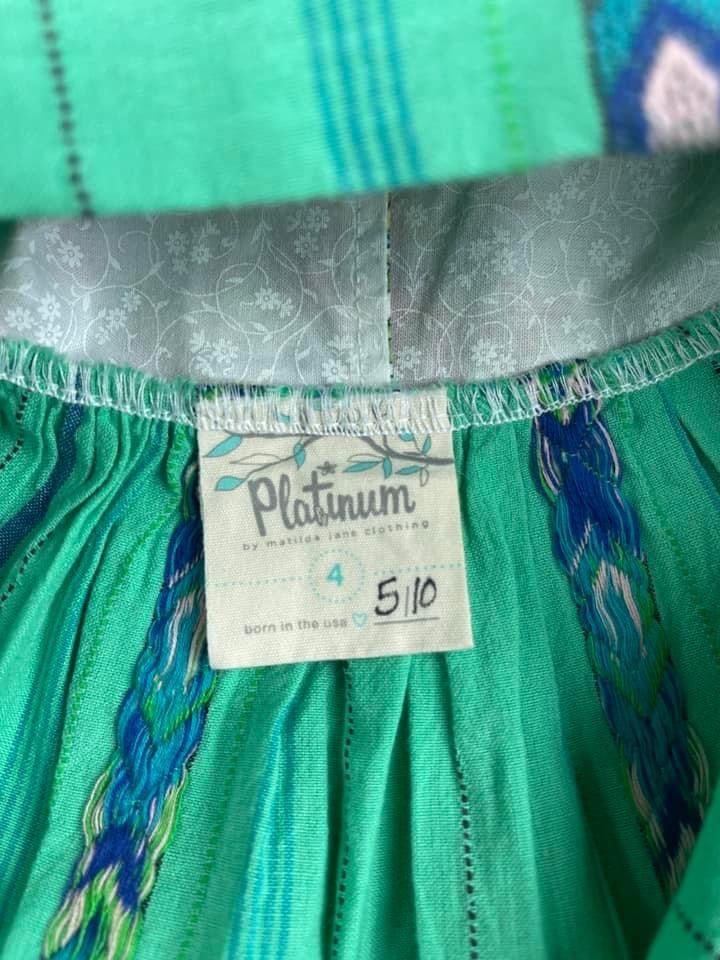 Platinum
by matilda jane clothing
4
born in the usa 5/10